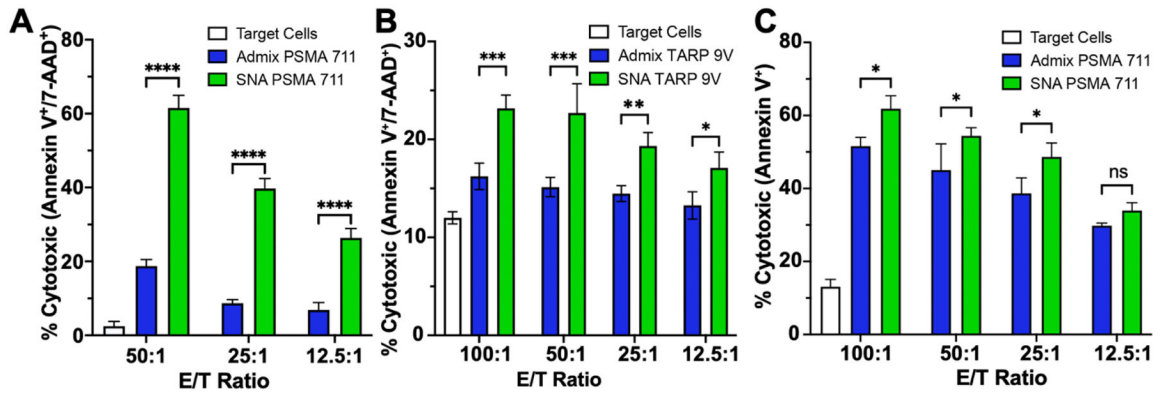 A
% Cytotoxic (Annexin V⁺/7-AAD⁺)
80
60
40
20
0
Target Cells
Admix PSMA 711
SNA PSMA 711
****
****
****
50:1 25:1 12.5:1
E/T Ratio
B
% Cytotoxic (Annexin V⁺/7-AAD⁺)
30
20
10
0
Target Cells
Admix TARP 9V
SNA TARP 9V
***
***
**
*
100:1 50:1 25:1 12.5:1
E/T Ratio
C
% Cytotoxic (Annexin V⁺)
80
60
40
20
0
Target Cells
Admix PSMA 711
SNA PSMA 711
*
*
*
ns
100:1 50:1 25:1 12.5:1
E/T Ratio